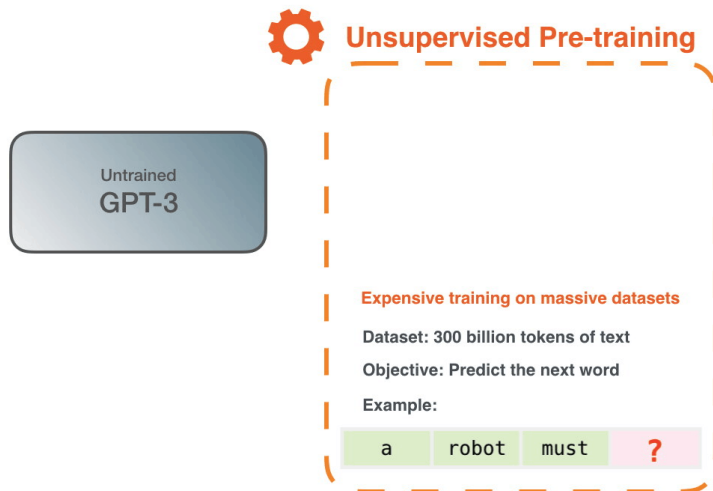 Unsupervised Pre-training
Untrained
GPT-3
Expensive training on massive datasets
Dataset: 300 billion tokens of text
Objective: Predict the next word
Example:
a robot must ?